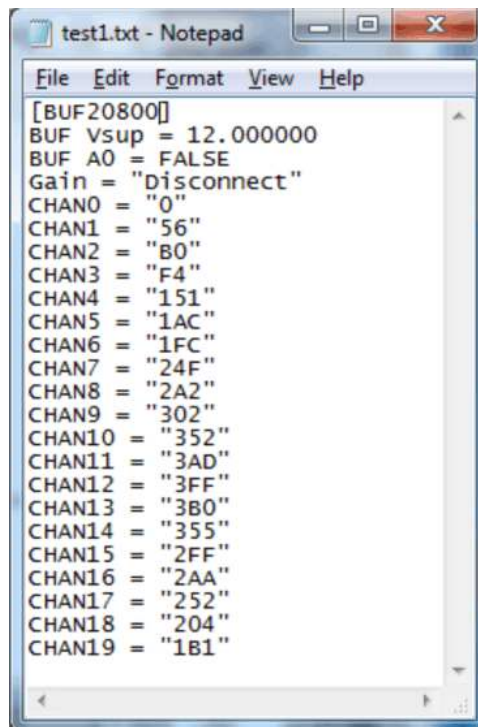 test1.txt - Notepad
File Edit Format View Help
[BUF20800]
BUF Vsup = 12.000000
BUF A0 = FALSE
Gain = "Disconnect"
CHAN0 = "0"
CHAN1 = "56"
CHAN2 = "B0"
CHAN3 = "F4"
CHAN4 = "151"
CHAN5 = "1AC"
CHAN6 = "1FC"
CHAN7 = "24F"
CHAN8 = "2A2"
CHAN9 = "302"
CHAN10 = "352"
CHAN11 = "3AD"
CHAN12 = "3FF"
CHAN13 = "3B0"
CHAN14 = "355"
CHAN15 = "2FF"
CHAN16 = "2AA"
CHAN17 = "252"
CHAN18 = "204"
CHAN19 = "1B1"